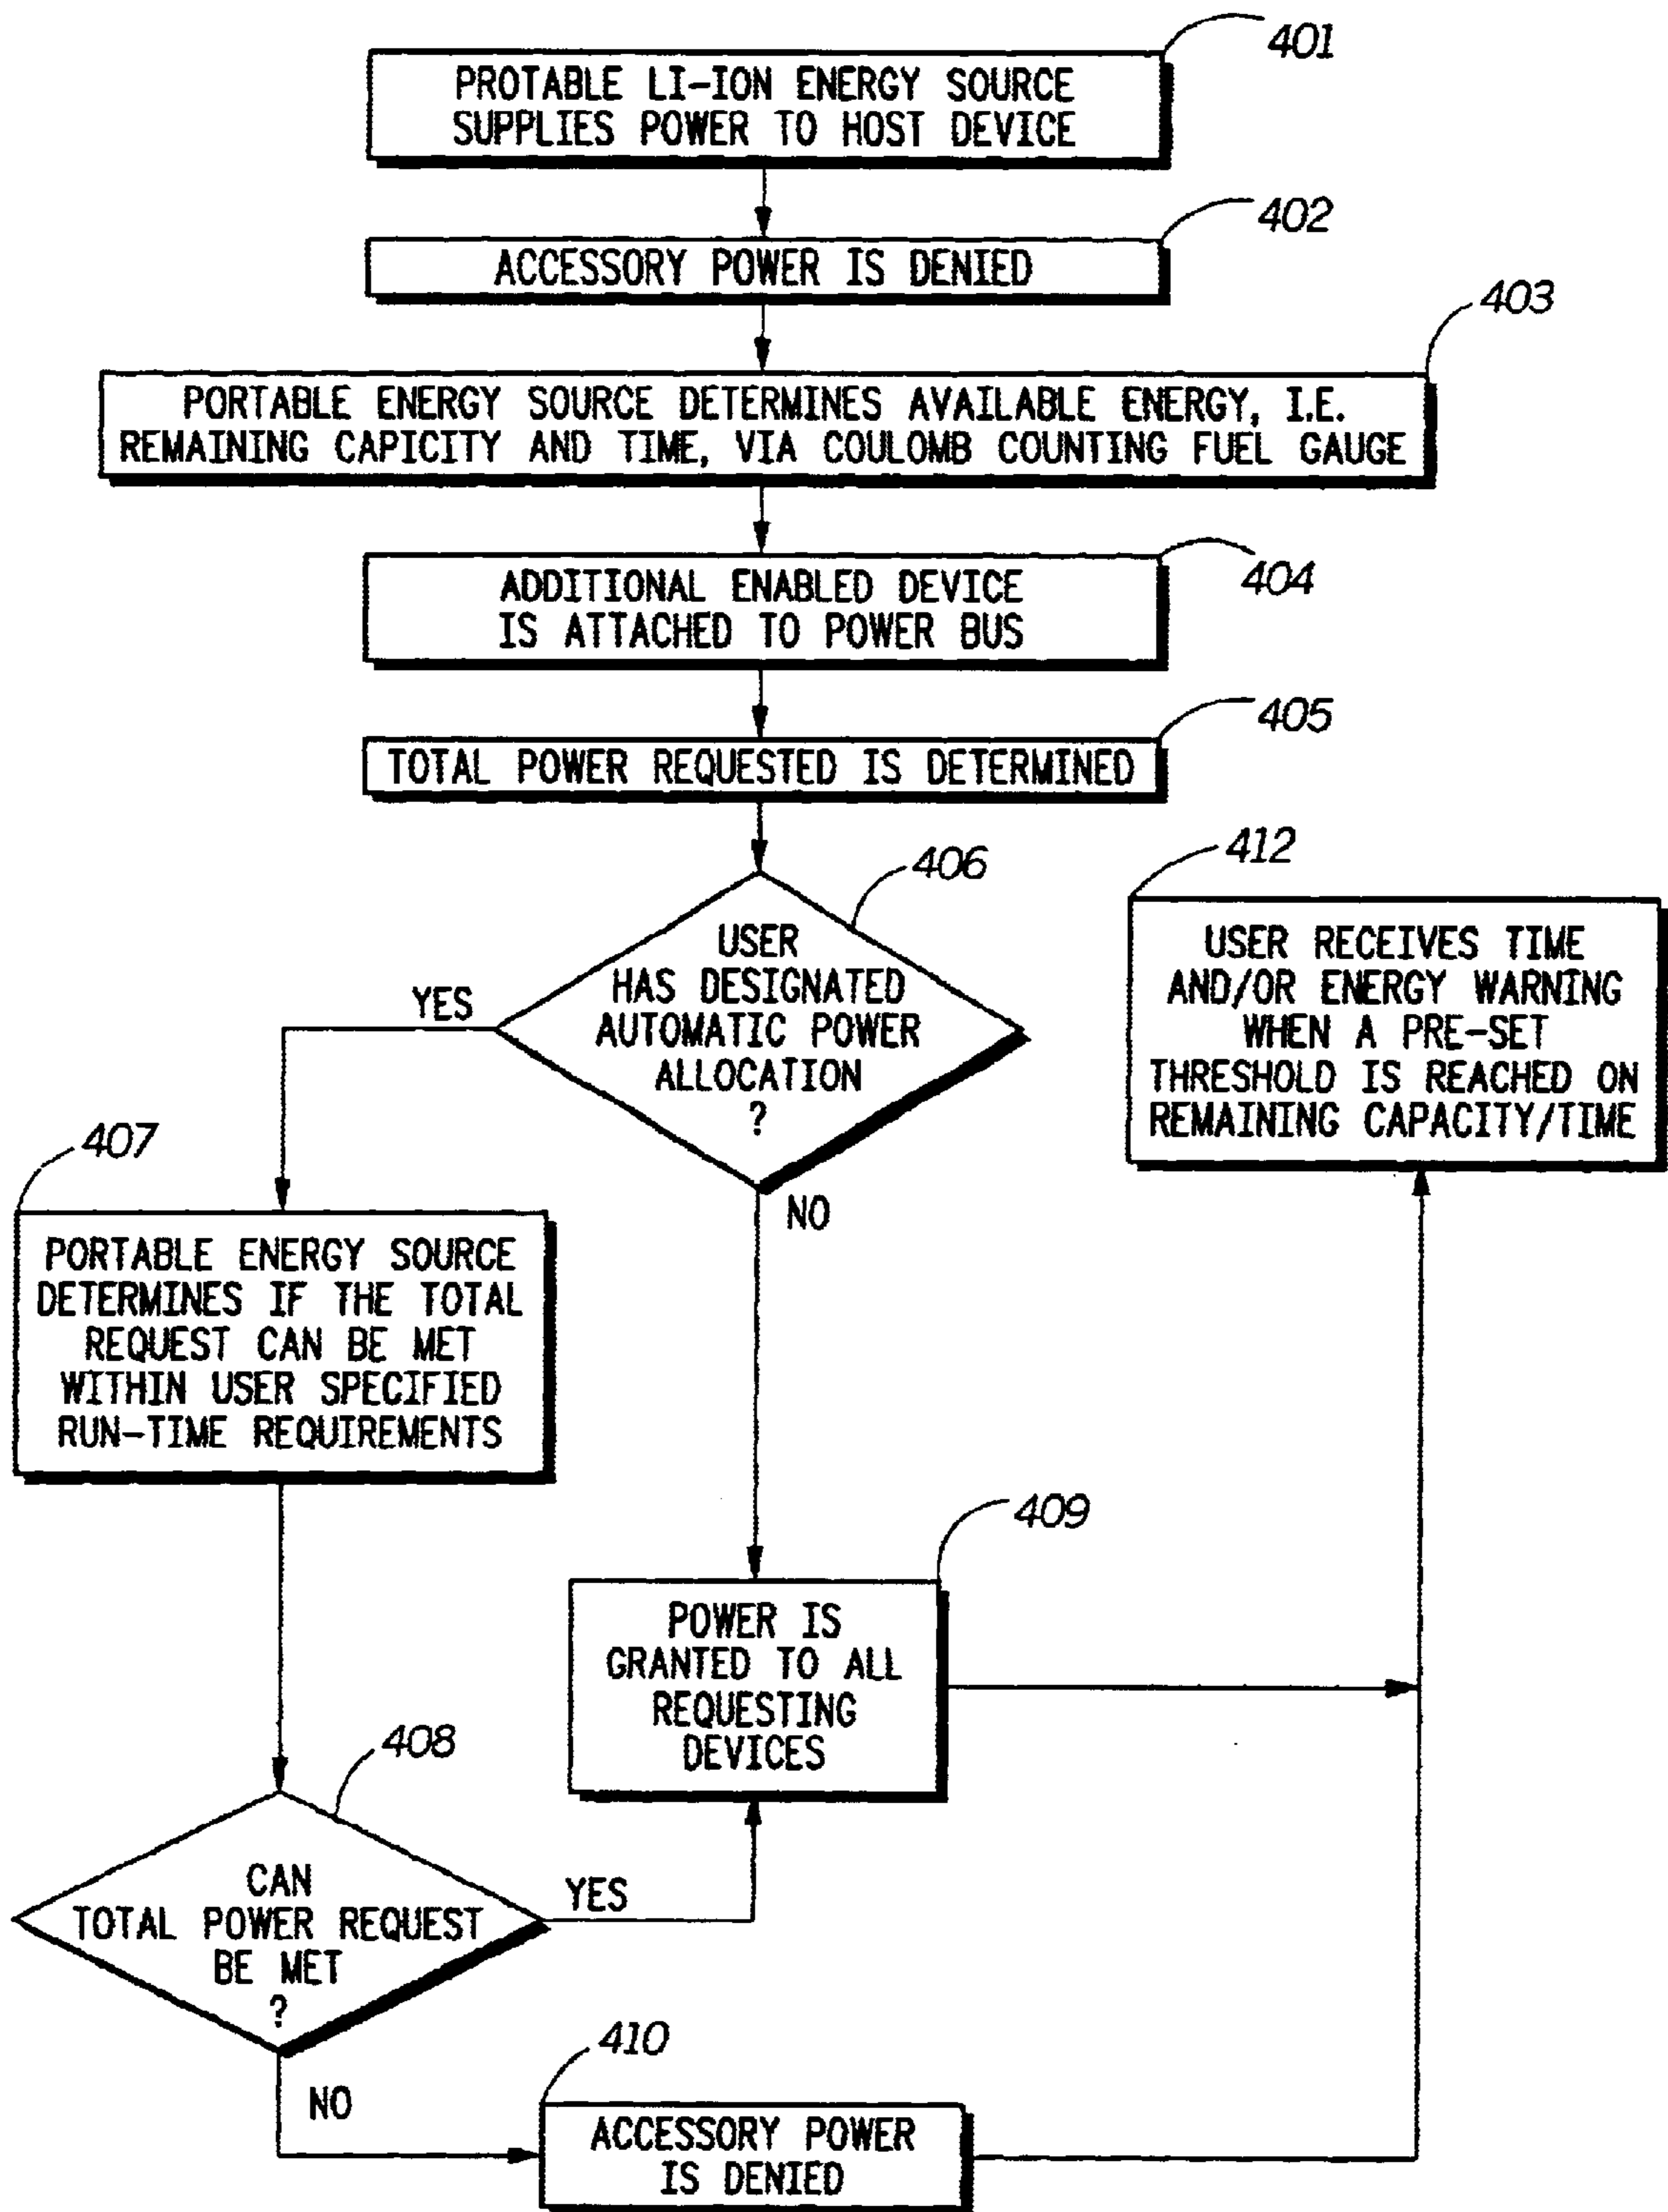 401
PROTABLE LI-ION ENERGY SOURCE
SUPPLIES POWER TO HOST DEVICE
402
ACCESSORY POWER IS DENIED
403
PORTABLE ENERGY SOURCE DETERMINES AVAILABLE ENERGY, I.E.
REMAINING CAPICITY AND TIME, VIA COULOMB COUNTING FUEL GAUGE
404
ADDITIONAL ENABLED DEVICE
IS ATTACHED TO POWER BUS
405
TOTAL POWER REQUESTED IS DETERMINED
406
USER
HAS DESIGNATED
AUTOMATIC POWER
ALLOCATION
?
YES
NO
412
USER RECEIVES TIME
AND/OR ENERGY WARNING
WHEN A PRE-SET
THRESHOLD IS REACHED ON
REMAINING CAPACITY/TIME
407
PORTABLE ENERGY SOURCE
DETERMINES IF THE TOTAL
REQUEST CAN BE MET
WITHIN USER SPECIFIED
RUN-TIME REQUIREMENTS
409
POWER IS
GRANTED TO ALL
REQUESTING
DEVICES
408
CAN
TOTAL POWER REQUEST
BE MET
?
YES
NO
410
ACCESSORY POWER
IS DENIED